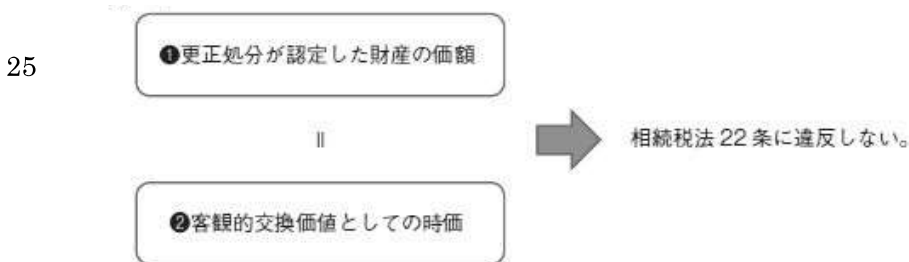 25
❶更正処分が認定した財産の価額
=
相続税法22条に違反しない。
❷客観的交換価値としての時価